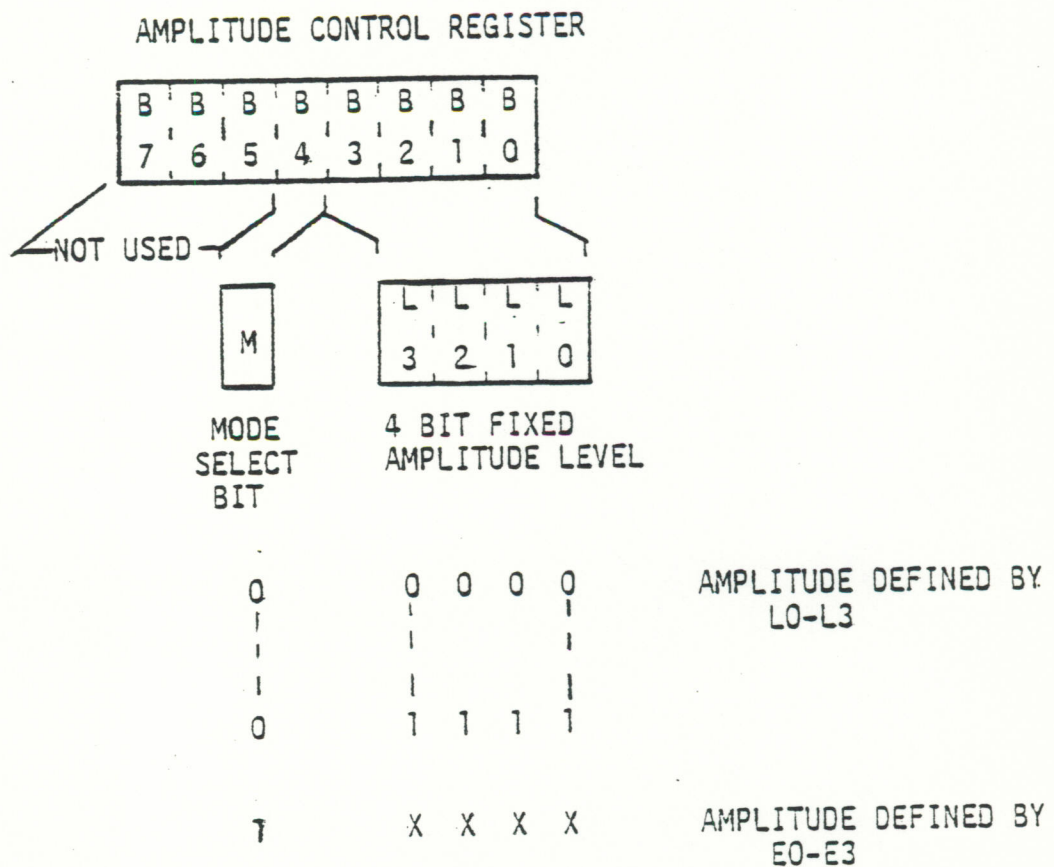 AMPLITUDE CONTROL REGISTER
B B B B B B B B
7 6 5 4 3 2 1 0
NOT USED
L L L L
M
3 2 1 0
MODE
SELECT
BIT
4 BIT FIXED
AMPLITUDE LEVEL
0 0 0 0 0 AMPLITUDE DEFINED BY
L0-L3
0 1 1 1 1
1 X X X X AMPLITUDE DEFINED BY
E0-E3